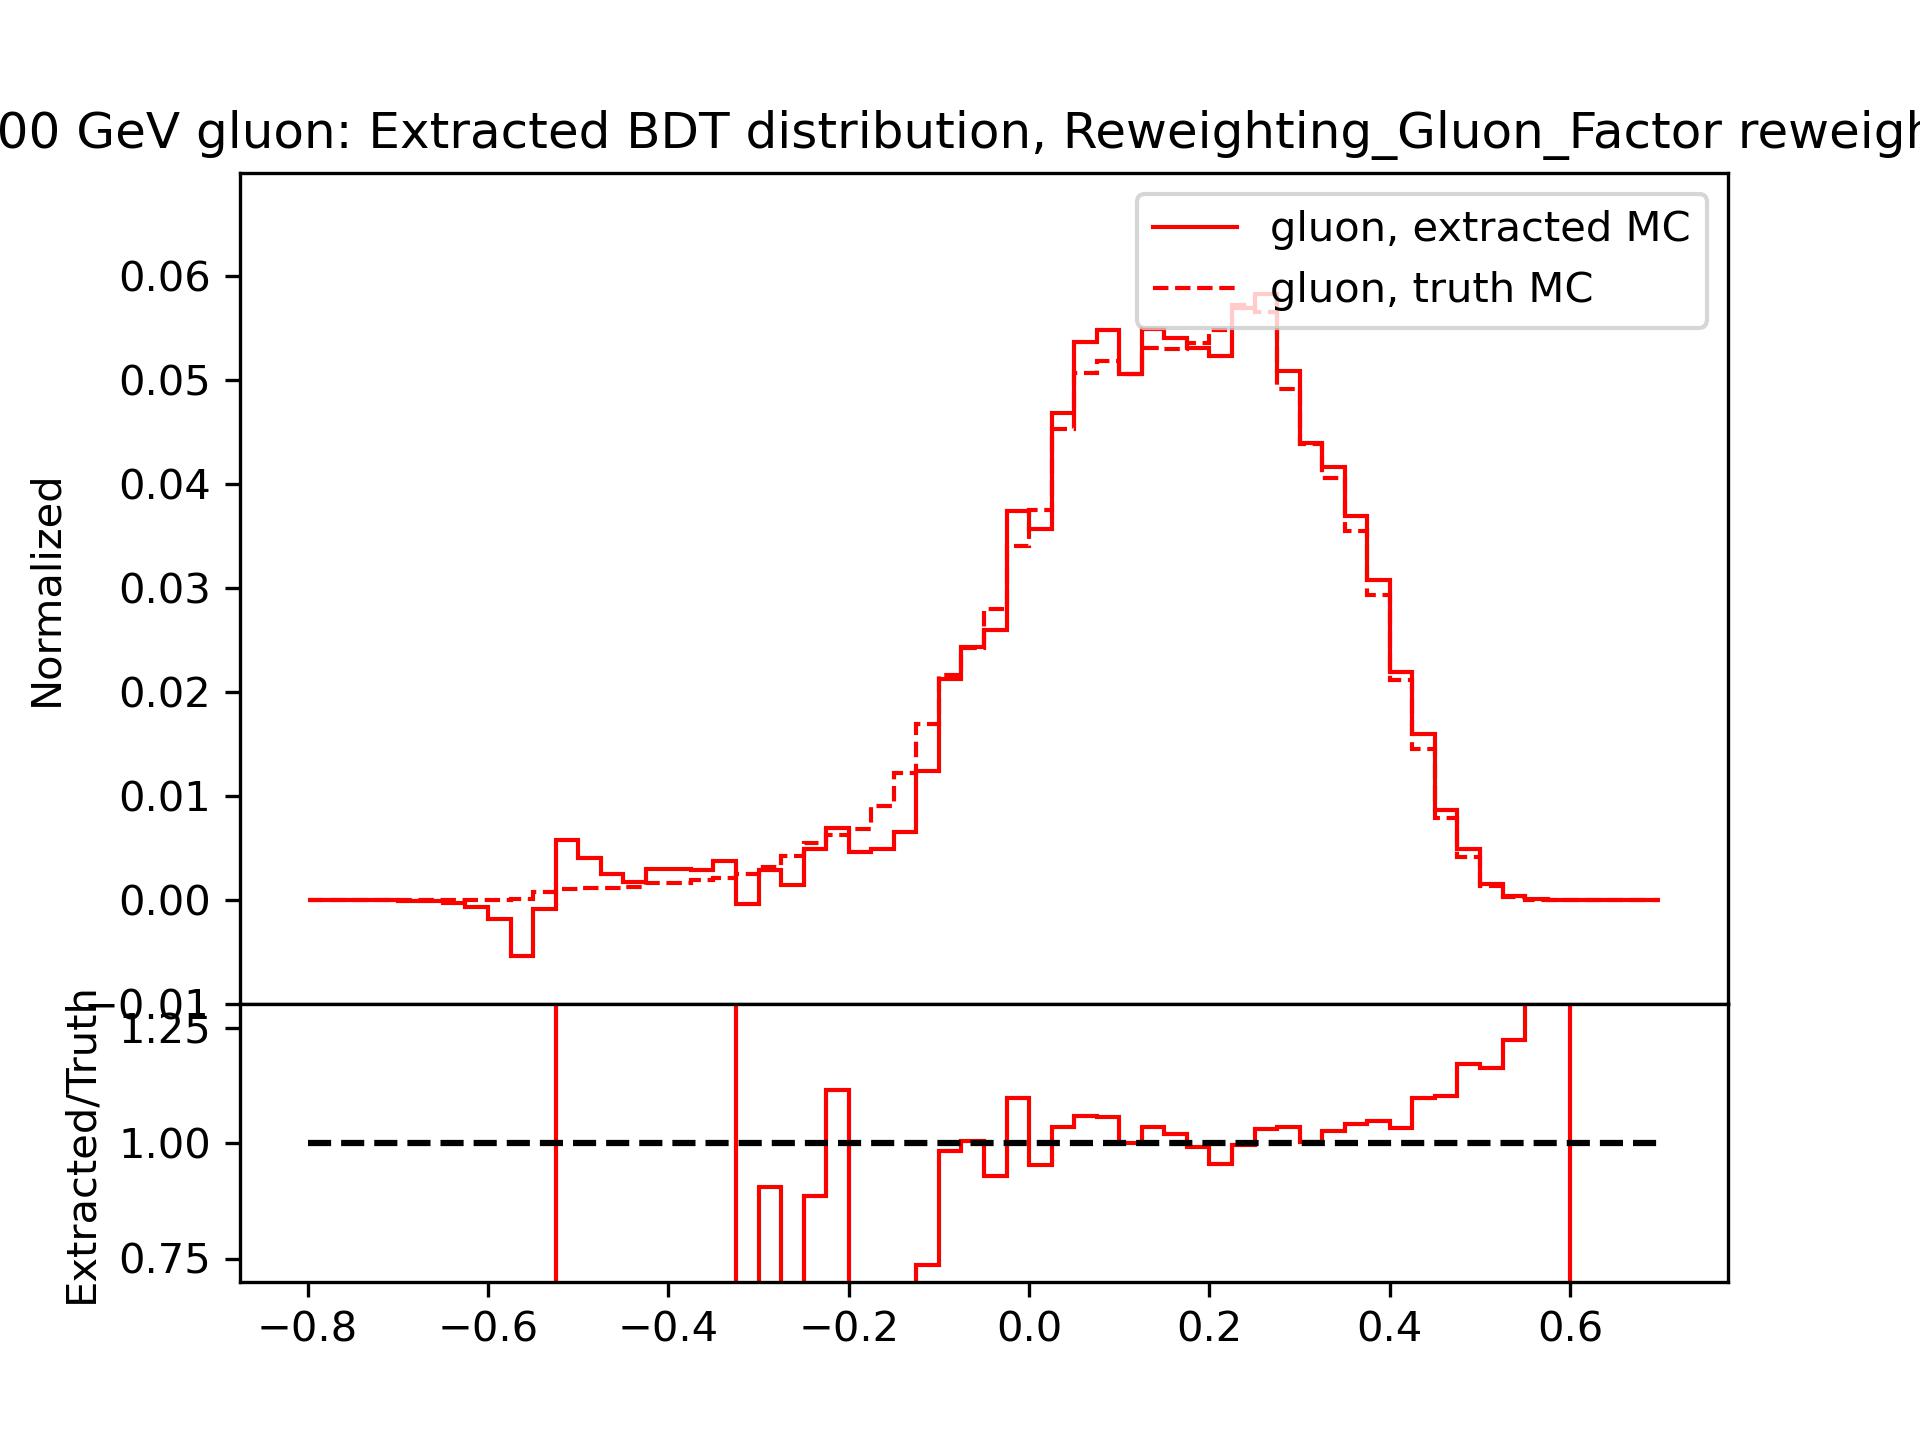 00 GeV gluon: Extracted BDT distribution, Reweighting_Gluon_Factor
gluon, extracted MC
gluon, truth MC
Normalized
0.06
0.05
0.04
0.03
0.02
0.01
0.00
−0.01
Extracted/Truth
1.25
1.00
0.75
−0.8 −0.6 −0.4 −0.2 0.0 0.2 0.4 0.6